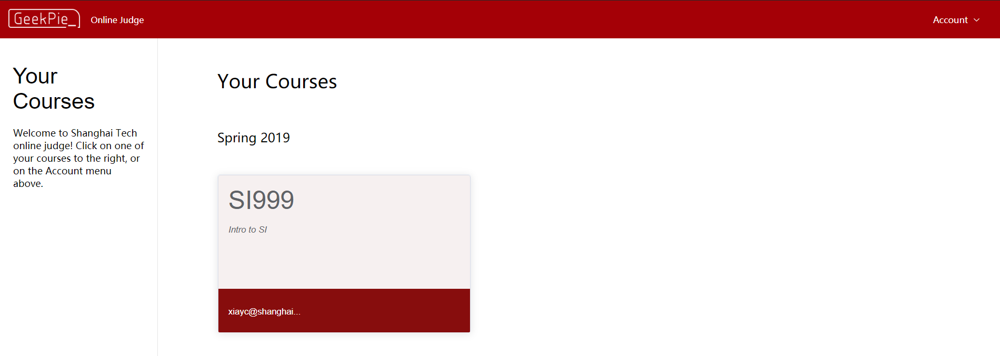 GeekPie_
Online Judge
Account
Your
Courses
Welcome to Shanghai Tech
online judge! Click on one of
your courses to the right, or
on the Account menu
above.
Your Courses
Spring 2019
SI999
Intro to SI
xiayc@shanghai...